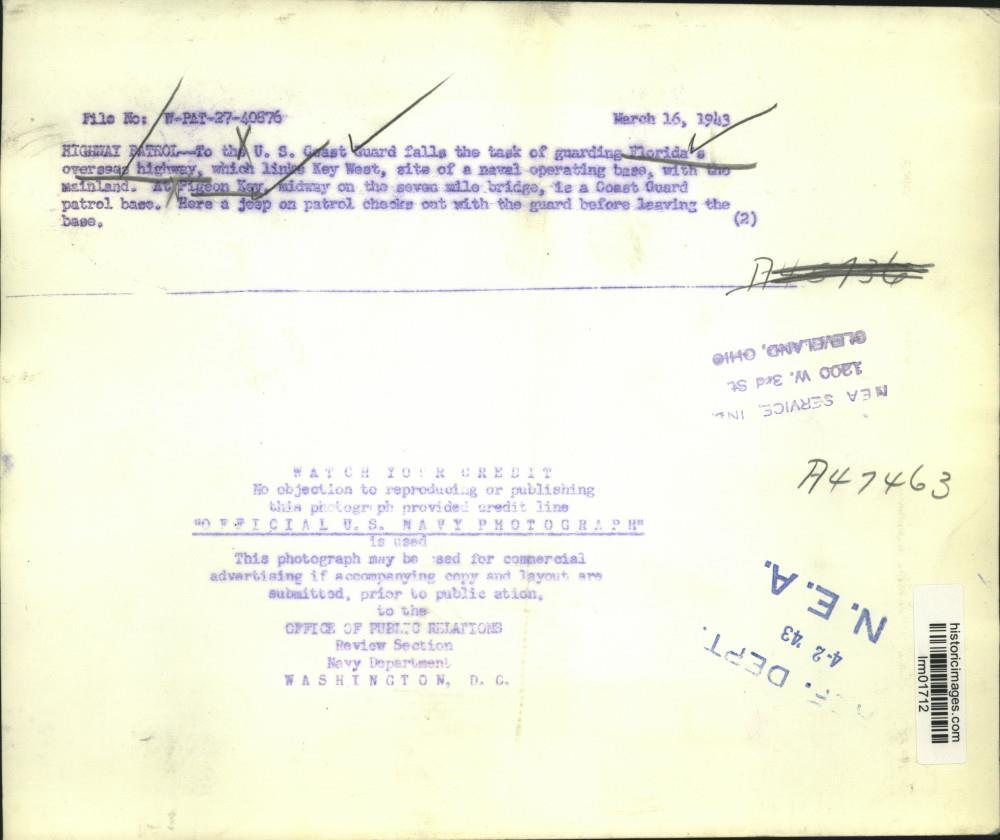 File No: W-PAT-27-40876 March 16, 1943
HIGHWAY PATROL--To the U. S. Coast Guard falls the task of guarding Florida's
overseas highway, which links Key West, site of a naval operating base, with the
mainland. At Pigeon Key, midway on the seven mile bridge, is a Coast Guard
patrol base. Here a jeep on patrol checks out with the guard before leaving the
base. (2)
CLEVELAND, OHIO
1200 W. 3rd St
NEA SERVICE, INC.
WATCH YOUR CREDIT
No objection to reproducing or publishing
this photograph provided credit line
"OFFICIAL U.S. NAVY PHOTOGRAPH"
is used
This photograph may be used for commercial
advertising if accompanying copy and layout are
submitted, prior to public ation,
to the
OFFICE OF PUBLIC RELATIONS
Review Section
Navy Department
WASHINGTON, D. C.
A47463
N.E.A.
4-2 '43
DEPT.
historicimages.com
lrm01712